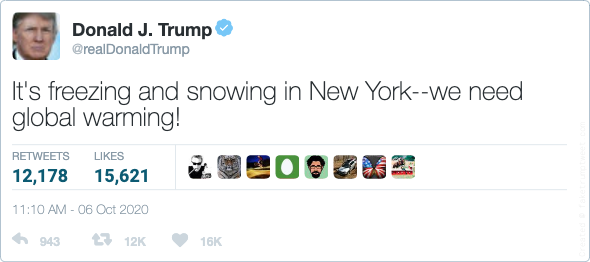 Donald J. Trump
@realDonaldTrump
It's freezing and snowing in New York--we need
global warming!
RETWEETS LIKES
12,178 15,621
11:10 AM - 06 Oct 2020
943 12K 16K